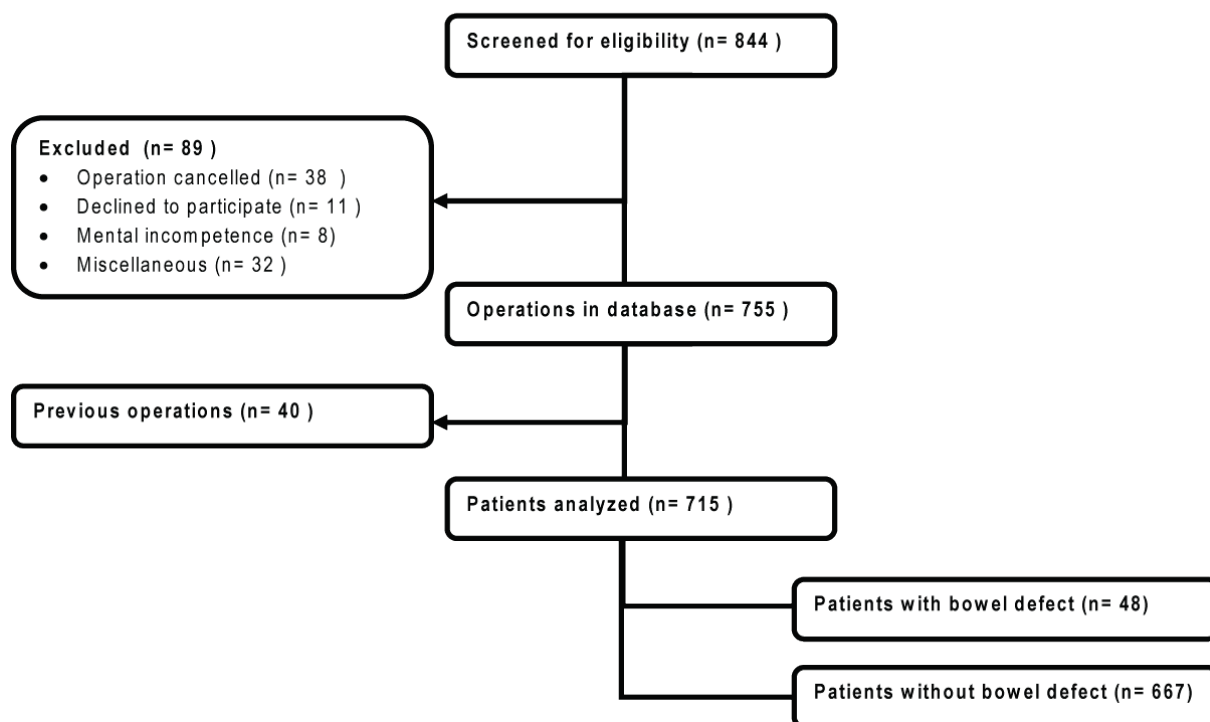 Screened for eligibility (n= 844 )
Excluded (n= 89 )
• Operation cancelled (n= 38 )
• Declined to participate (n= 11 )
• Mental incompetence (n= 8)
• Miscellaneous (n= 32 )
Operations in database (n= 755 )
Previous operations (n= 40 )
Patients analyzed (n= 715 )
Patients with bowel defect (n= 48)
Patients without bowel defect (n= 667)